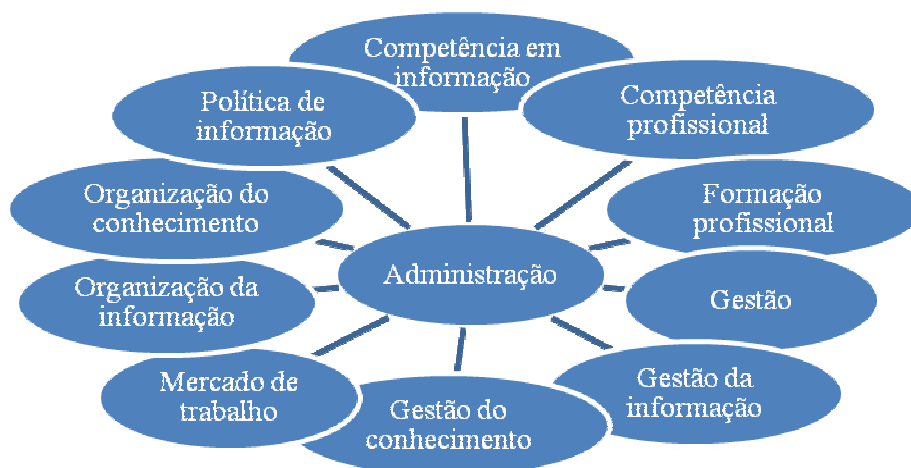 Competência em
informação
Competência
profissional
Formação
profissional
Gestão
Gestão da
informação
Gestão do
conhecimento
Mercado de
trabalho
Organização da
informação
Organização do
conhecimento
Política de
informação
Administração